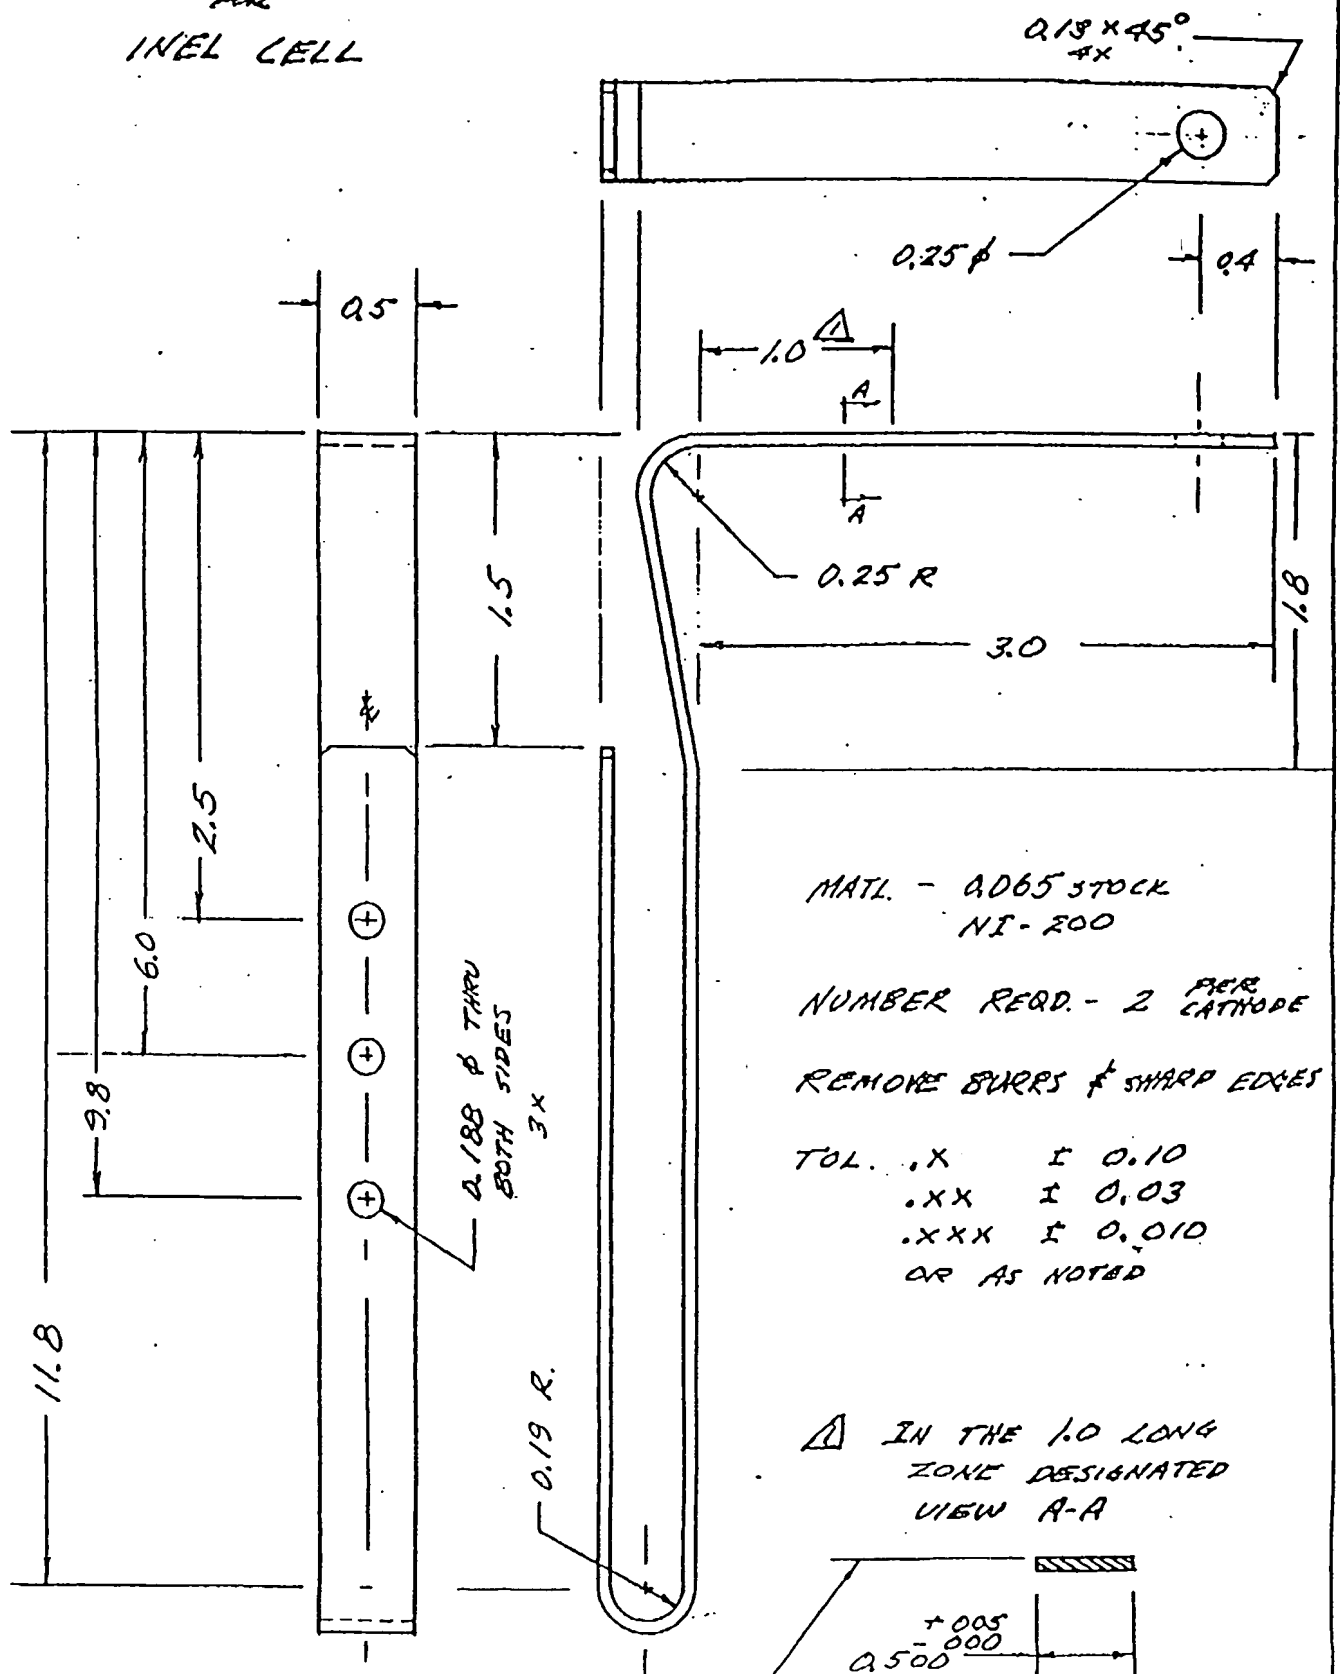 INEL CELL
0.13 × 45°
4X
0.25 ⌀
0.4
0.5
1.0 1
A
A
0.25 R
1.5
3.0
1.8
2.5
6.0
9.8
11.8
0.188 ⌀ THRU
BOTH SIDES
3X
0.19 R.
MATL. - 0.065 STOCK
NI-200
NUMBER REQD. - 2 PER
CATHODE
REMOVE BURRS & SHARP EDGES
TOL. .X ± 0.10
.XX ± 0.03
.XXX ± 0.010
OR AS NOTED
1 IN THE 1.0 LONG
ZONE DESIGNATED
VIEW A-A
+.005
-.000
0.500